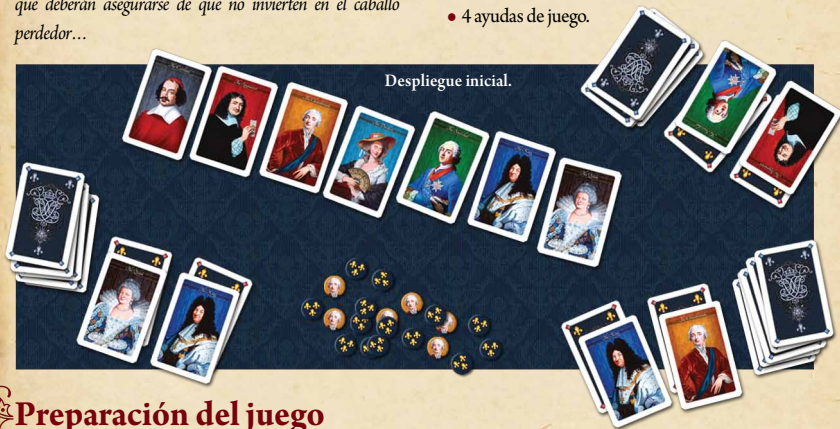 que deberán asegurarse de que no invierten en el caballo
perdedor…
• 4 ayudas de juego.
Despliegue inicial.
Preparación del juego